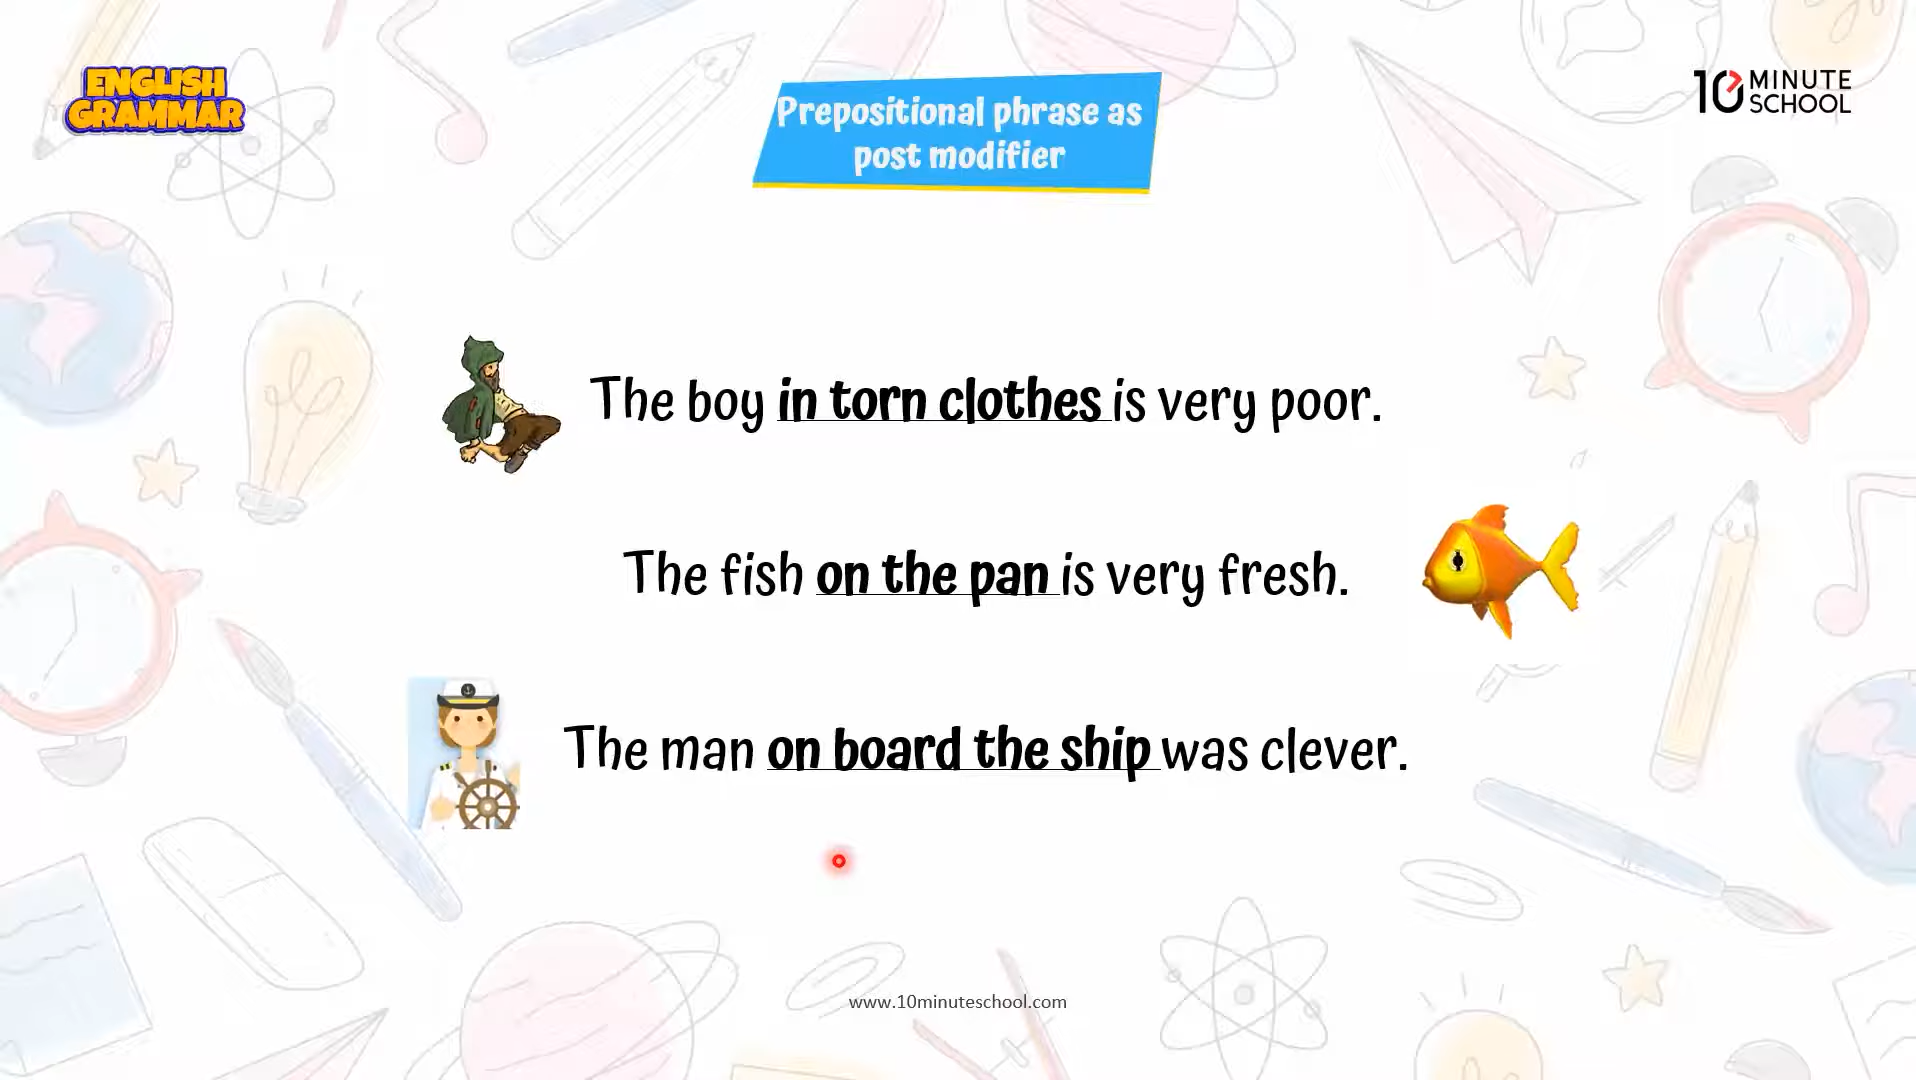 ENGLISH
GRAMMAR
Prepositional phrase as
post modifier
10 MINUTE
SCHOOL
The boy in torn clothes is very poor.
The fish on the pan is very fresh.
The man on board the ship was clever.
www.10minuteschool.com